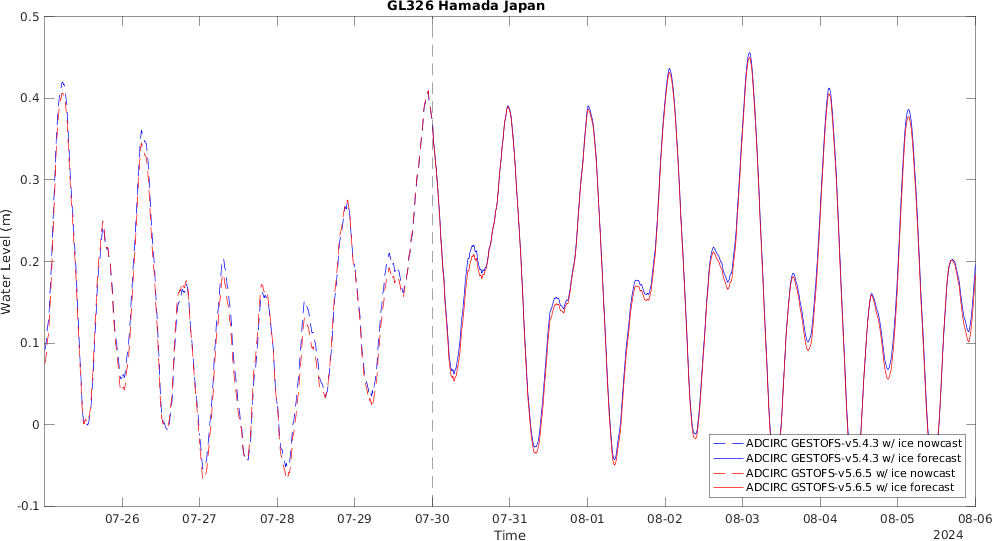 GL326 Hamada Japan
0.5
0.4
0.3
0.2
0.1
0
-0.1
Water Level (m)
07-26 07-27 07-28 07-29 07-30 07-31 08-01 08-02 08-03 08-04 08-05 08-06
Time
2024
ADCIRC GESTOFS-v5.4.3 w/ ice nowcast
ADCIRC GESTOFS-v5.4.3 w/ ice forecast
ADCIRC GSTOFS-v5.6.5 w/ ice nowcast
ADCIRC GSTOFS-v5.6.5 w/ ice forecast